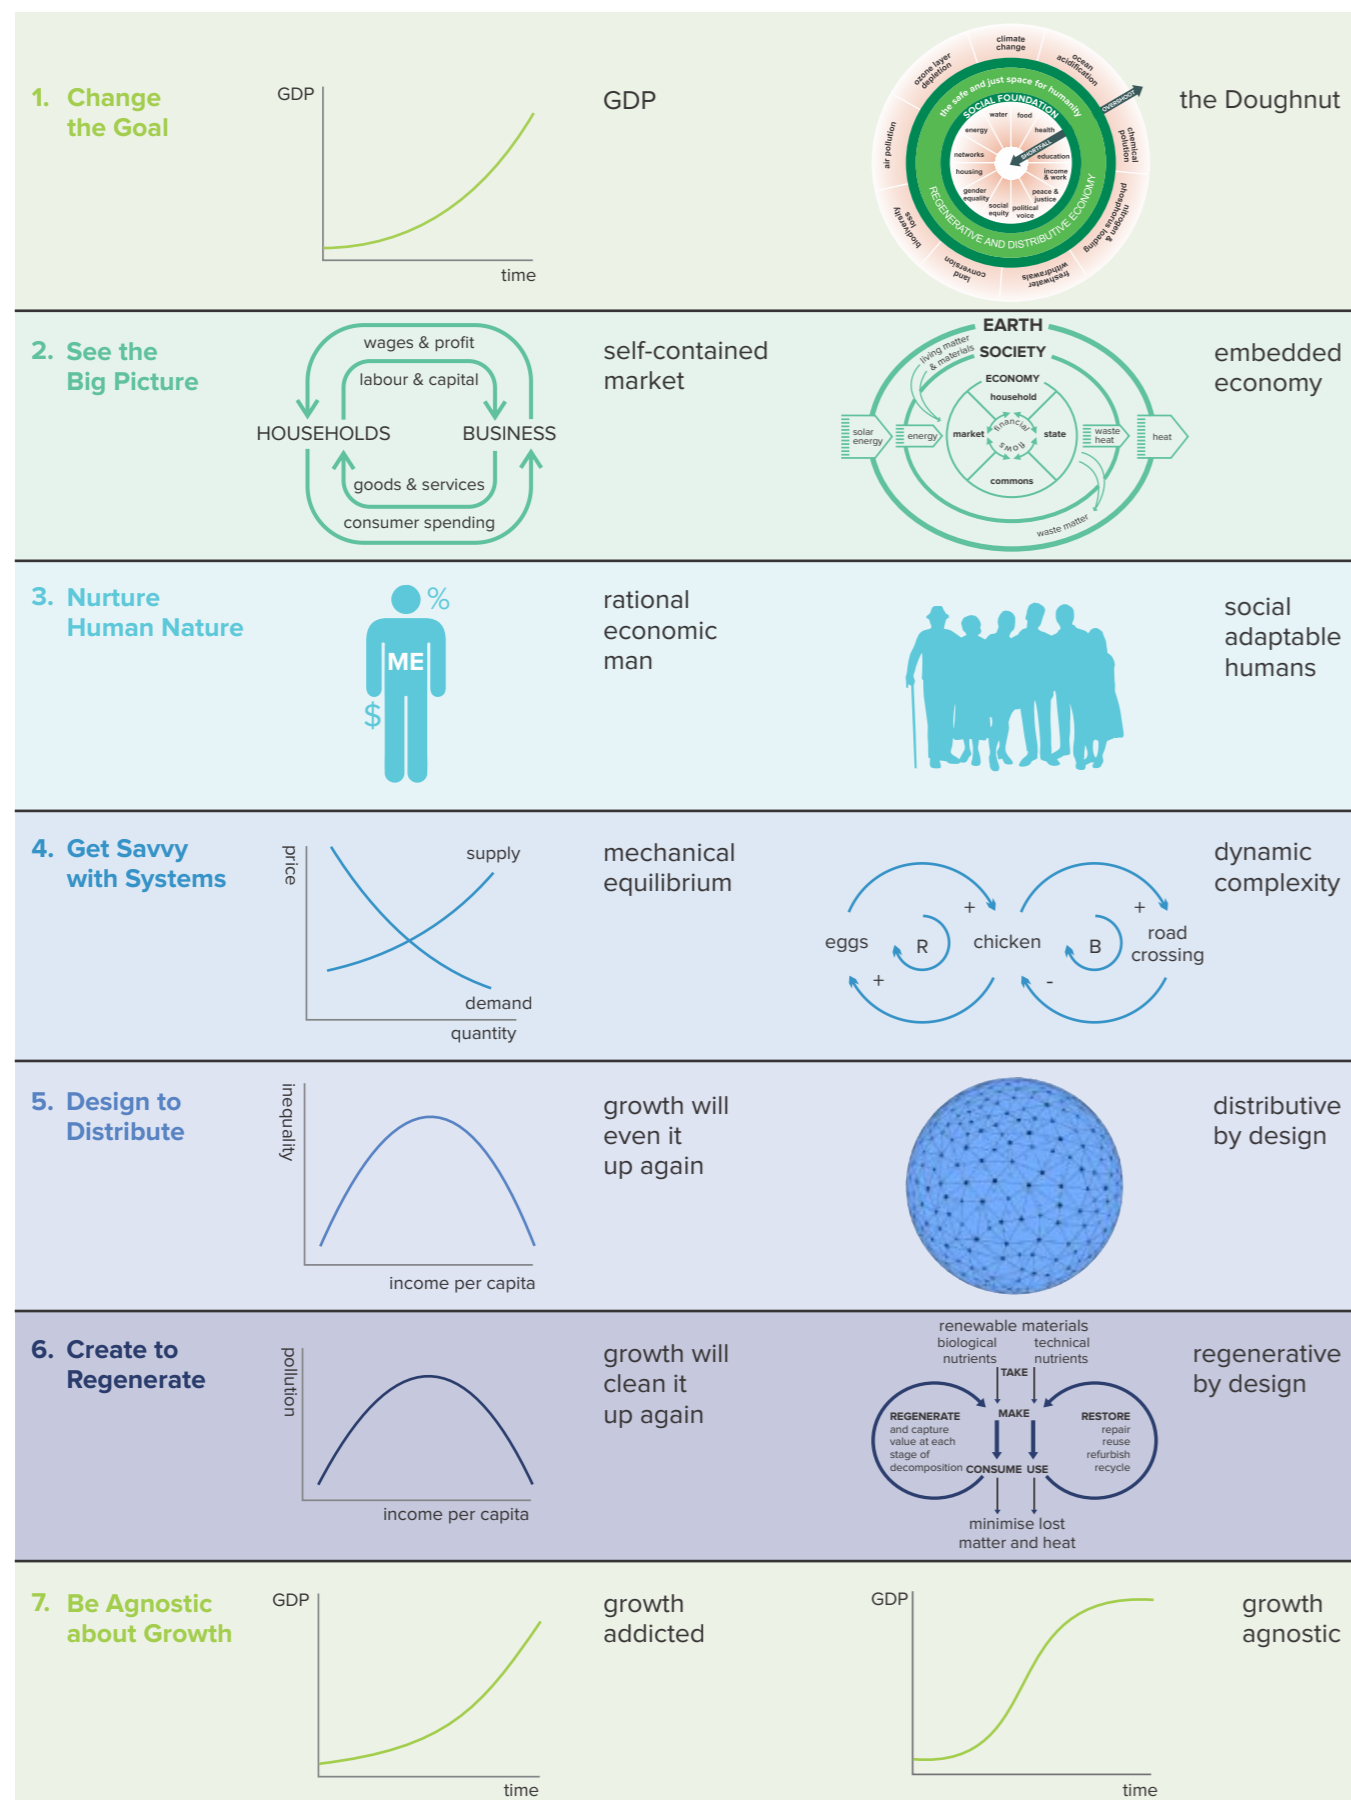 1. Change
the Goal
GDP
time
GDP
climate
change
ocean
acidification
chemical
pollution
nitrogen &
phosphorus loading
freshwater
withdrawals
land
conversion
biodiversity
loss
air pollution
ozone layer
depletion
the safe and just space for humanity
OVERSHOOT
SOCIAL FOUNDATION
water
food
energy
health
SHORTFALL
networks
education
housing
income
& work
gender
equality
peace &
justice
social
equity
political
voice
REGENERATIVE AND DISTRIBUTIVE ECONOMY
the Doughnut
2. See the
Big Picture
wages & profit
labour & capital
HOUSEHOLDS
BUSINESS
goods & services
consumer spending
self-contained
market
EARTH
living matter
& materials
SOCIETY
ECONOMY
household
solar
energy
energy
market
financial
flows
state
waste
heat
heat
commons
waste matter
embedded
economy
3. Nurture
Human Nature
%
ME
$
rational
economic
man
social
adaptable
humans
4. Get Savvy
with Systems
price
supply
demand
quantity
mechanical
equilibrium
+
+
eggs
R
chicken
B
road
crossing
+
-
dynamic
complexity
5. Design to
Distribute
inequality
income per capita
growth will
even it
up again
distributive
by design
6. Create to
Regenerate
pollution
income per capita
growth will
clean it
up again
renewable materials
biological
nutrients
technical
nutrients
TAKE
MAKE
REGENERATE
and capture
value at each
stage of
decomposition
RESTORE
repair
reuse
refurbish
recycle
CONSUME USE
minimise lost
matter and heat
regenerative
by design
7. Be Agnostic
about Growth
GDP
time
growth
addicted
GDP
time
growth
agnostic